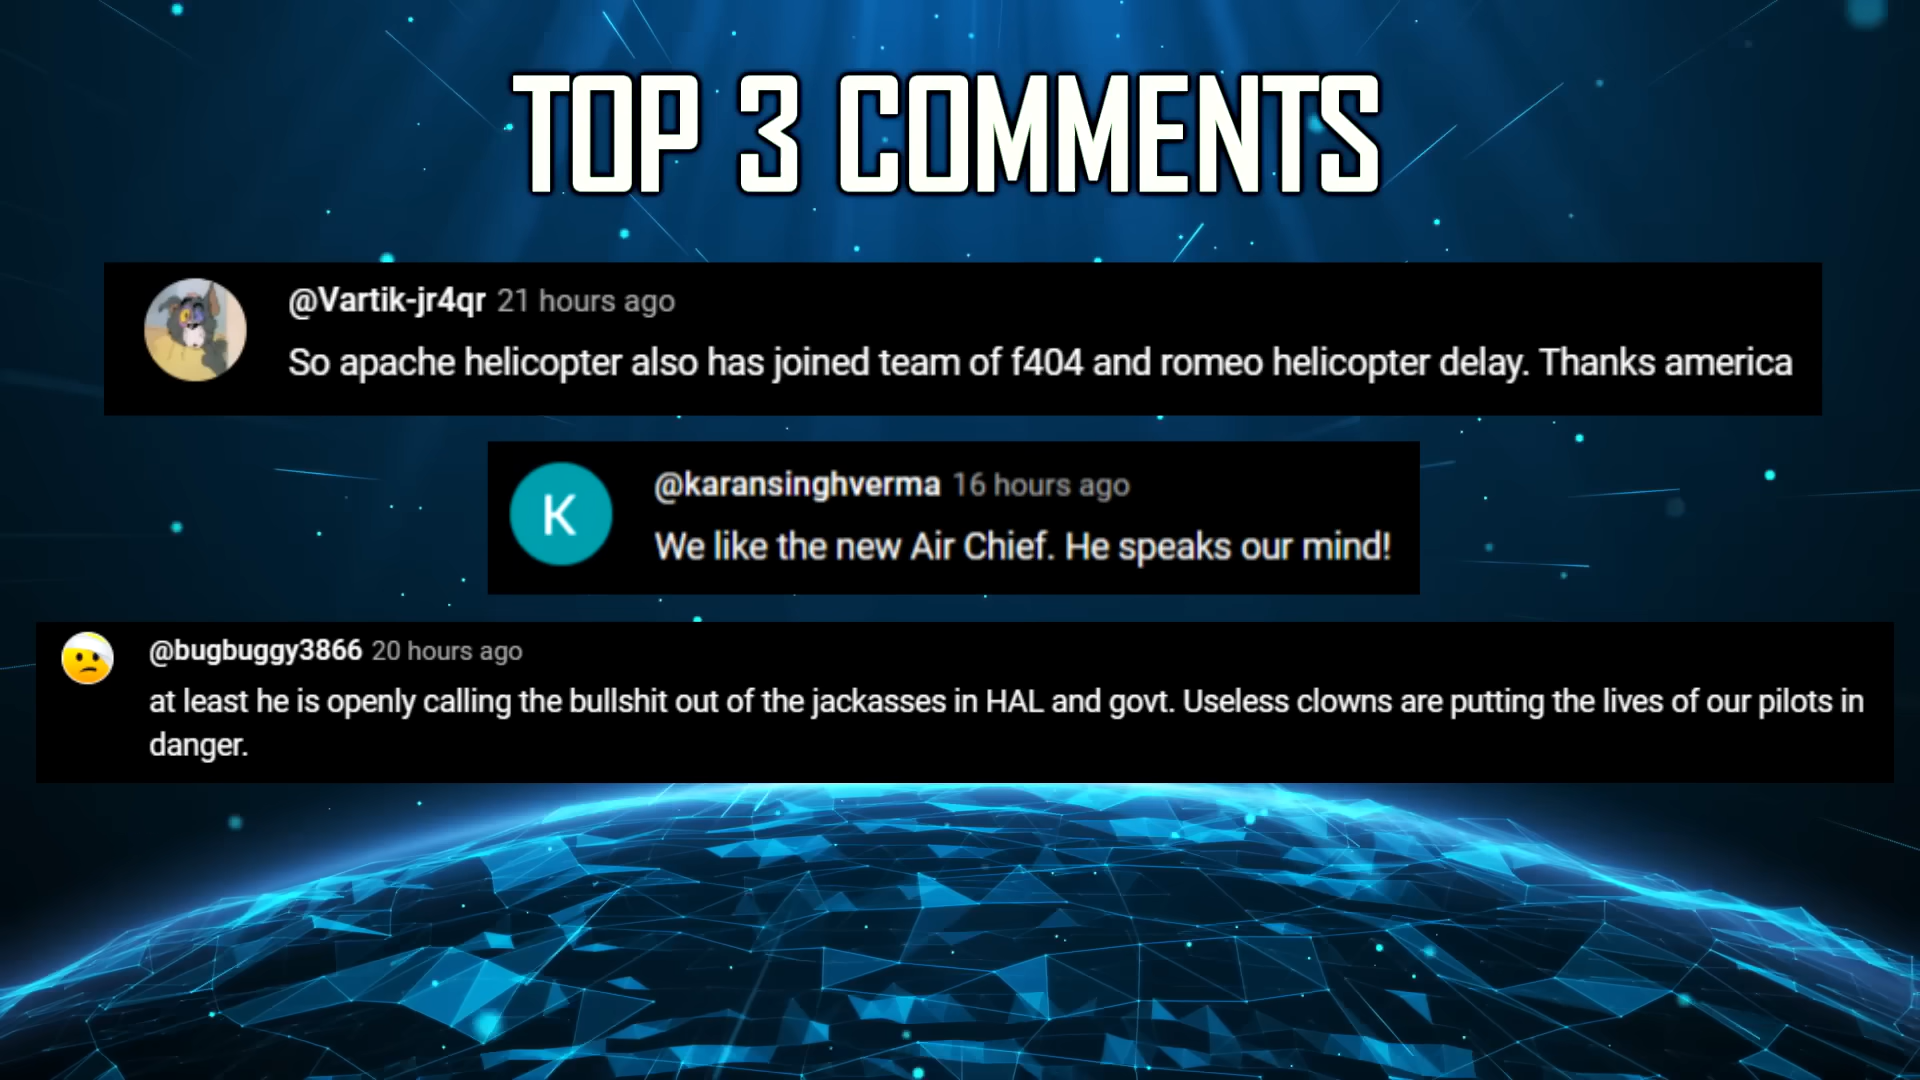 TOP 3 COMMENTS
@Vartik-jr4qr 21 hours ago
So apache helicopter also has joined team of f404 and romeo helicopter delay. Thanks america
K
@karansinghverma 16 hours ago
We like the new Air Chief. He speaks our mind!
@bugbuggy3866 20 hours ago
at least he is openly calling the bullshit out of the jackasses in HAL and govt. Useless clowns are putting the lives of our pilots in
danger.